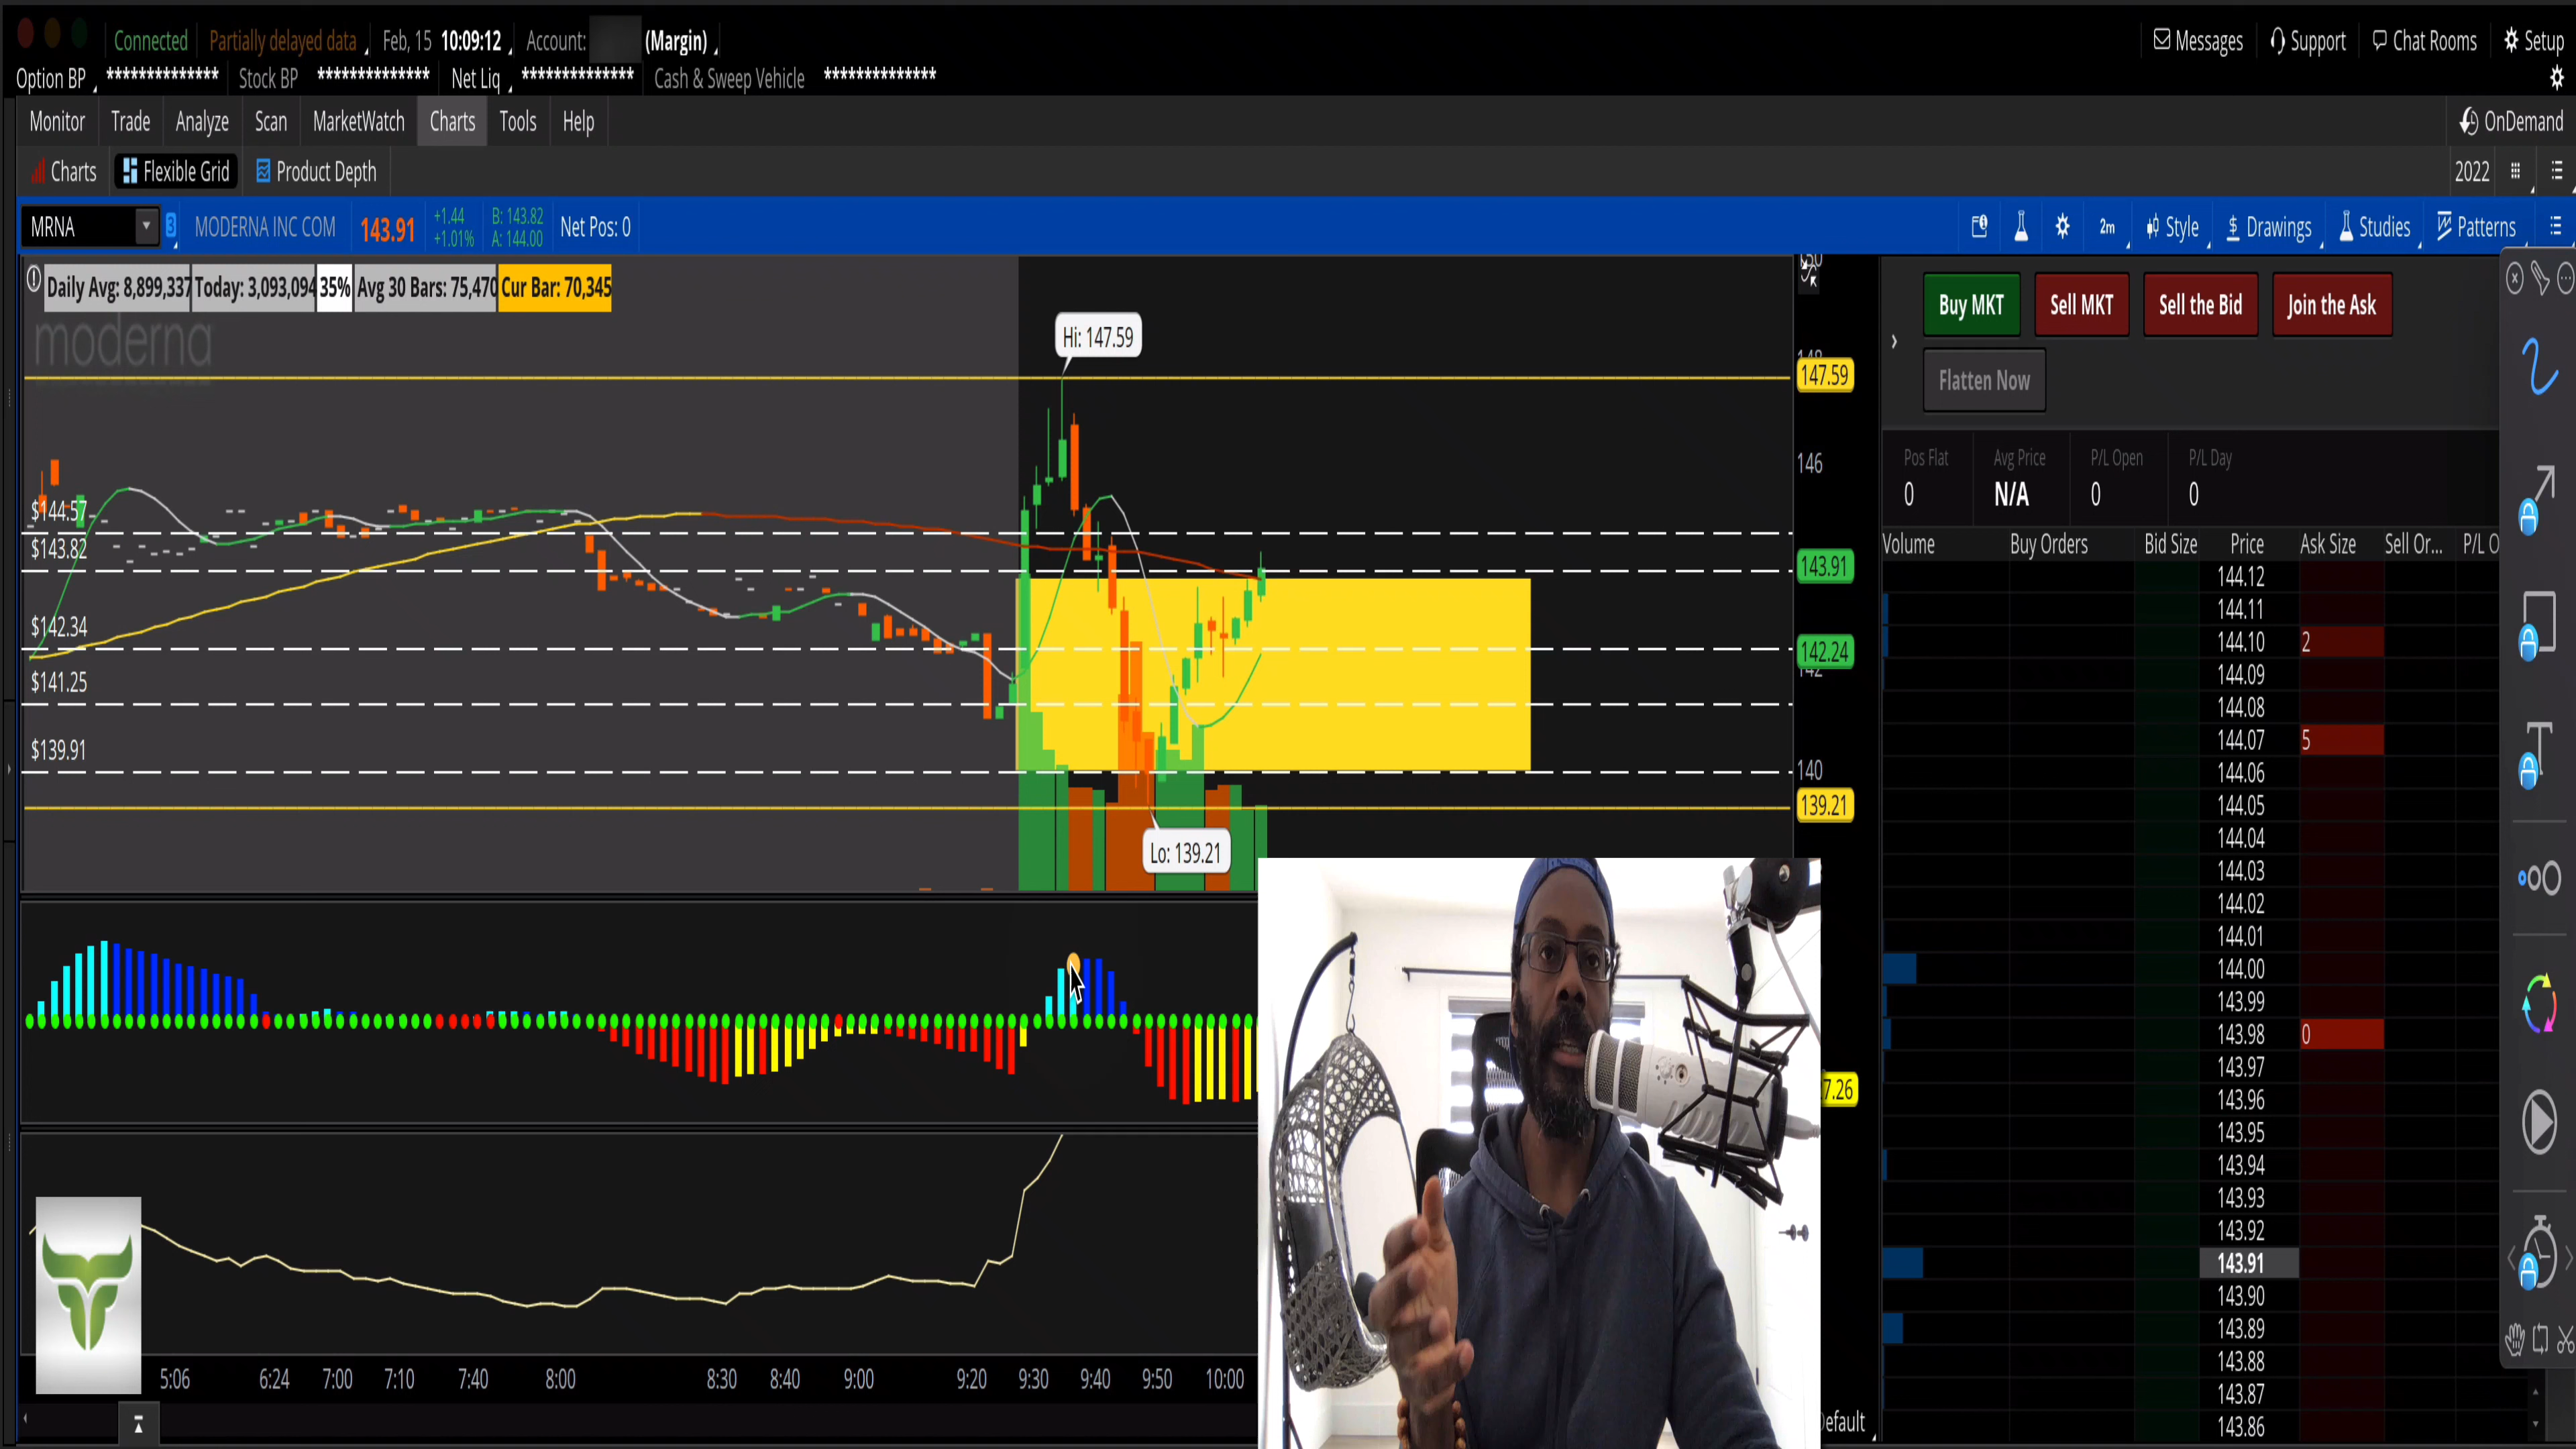 Connected Partially delayed data Feb, 15 10:09:12 Account: (Margin) Messages Support Chat Rooms Setup
Option BP ************** Stock BP ************** Net Liq ************** Cash & Sweep Vehicle **************
Monitor Trade Analyze Scan MarketWatch Charts Tools Help OnDemand
Charts Flexible Grid Product Depth 2022
MRNA 3 MODERNA INC COM 143.91 +1.44 B: 143.82 Net Pos: 0 2m Style Drawings Studies Patterns
+1.01% A: 144.00
Daily Avg: 8,899,337 Today: 3,093,094 35% Avg 30 Bars: 75,470 Cur Bar: 70,345
moderna
Hi: 147.59
147.59
146
$144.57
$143.82
143.91
$142.34
142.24
$141.25
$139.91
140
139.21
Lo: 139.21
7.26
5:06 6:24 7:00 7:10 7:40 8:00 8:30 8:40 9:00 9:20 9:30 9:40 9:50 10:00
Default
Buy MKT Sell MKT Sell the Bid Join the Ask
Flatten Now
Pos Flat Avg Price P/L Open P/L Day
0 N/A 0 0
Volume Buy Orders Bid Size Price Ask Size Sell Or... P/L O
144.12
144.11
144.10 2
144.09
144.08
144.07 5
144.06
144.05
144.04
144.03
144.02
144.01
144.00
143.99
143.98 0
143.97
143.96
143.95
143.94
143.93
143.92
143.91
143.90
143.89
143.88
143.87
143.86